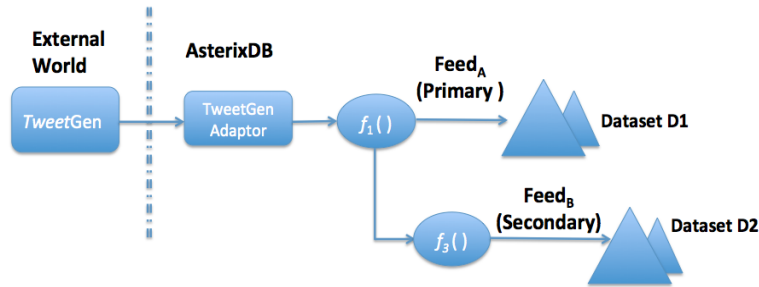 External
World
AsterixDB
TweetGen
TweetGen
Adaptor
f1()
FeedA
(Primary )
Dataset D1
f3()
FeedB
(Secondary)
Dataset D2